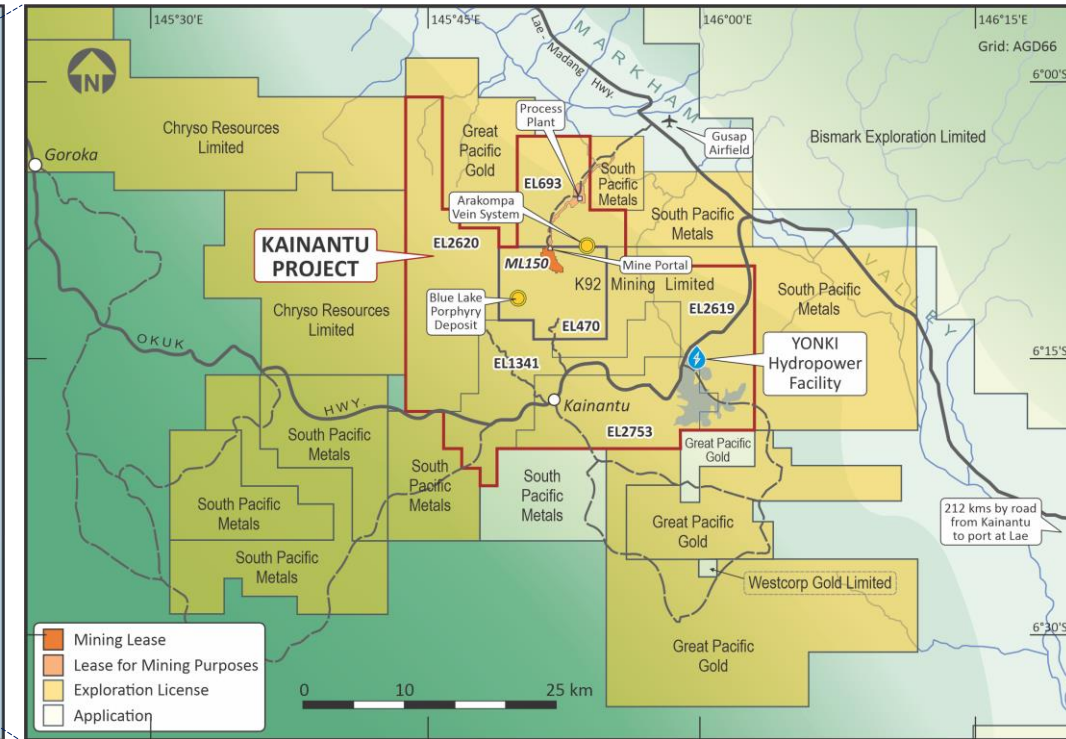 145°30'E
145°45'E
146°00'E
146°15'E
Grid: AGD66
6°00'S
6°15'S
6°30'S
N
Lae -
Madang Hwy.
MARKHAM
VALLEY
Process
Plant
Gusap
Airfield
Bismark Exploration Limited
Chryso Resources
Limited
Great
Pacific
Gold
Goroka
EL693
South
Pacific
Metals
Arakompa
Vein System
South Pacific
Metals
KAINANTU
PROJECT
EL2620
ML150
Mine Portal
K92 Mining Limited
South Pacific
Metals
Chryso Resources
Limited
Blue Lake
Porphyry
Deposit
EL470
EL2619
YONKI
Hydropower
Facility
OKUK
HWY.
EL1341
Kainantu
EL2753
South Pacific
Metals
South
Pacific
Metals
South
Pacific
Metals
Great Pacific
Gold
South Pacific
Metals
Great Pacific
Gold
212 kms by road
from Kainantu
to port at Lae
South Pacific
Metals
Westcorp Gold Limited
Great Pacific
Gold
Mining Lease
Lease for Mining Purposes
Exploration License
Application
0 10 25 km